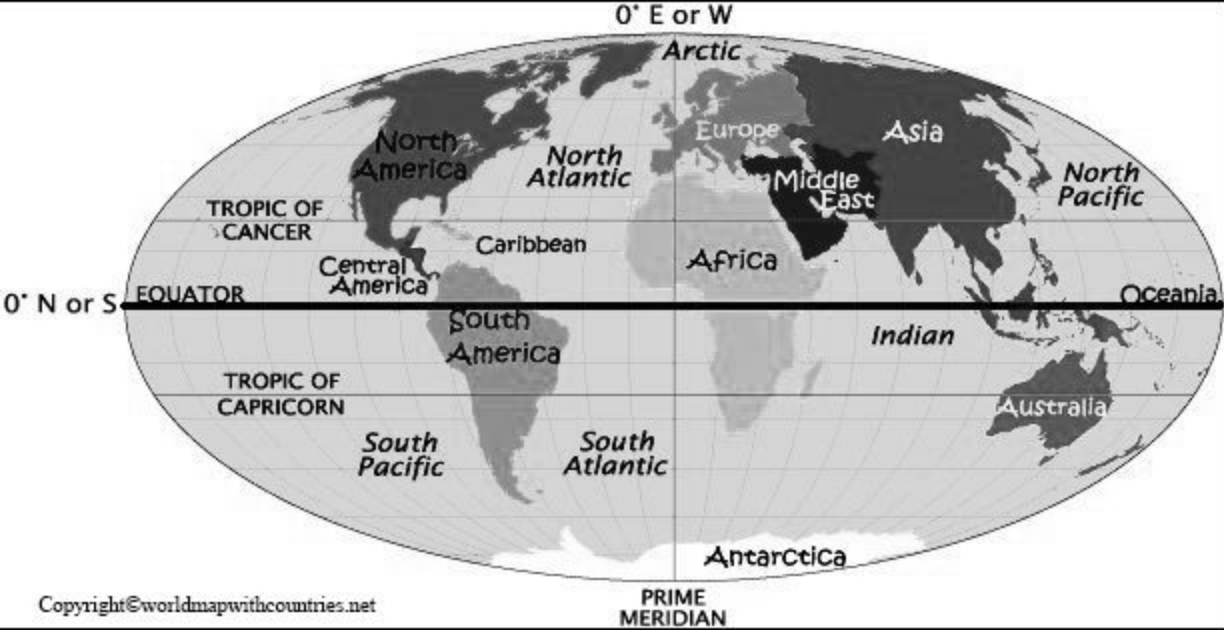 0° E or W
Arctic
North
America
Europe
Asia
North
Atlantic
Middle
East
North
Pacific
TROPIC OF
CANCER
Caribbean
Africa
Central
America
0° N or S
EQUATOR
Oceania
South
America
Indian
TROPIC OF
CAPRICORN
Australia
South
Pacific
South
Atlantic
Antarctica
PRIME
MERIDIAN
Copyright©worldmapwithcountries.net